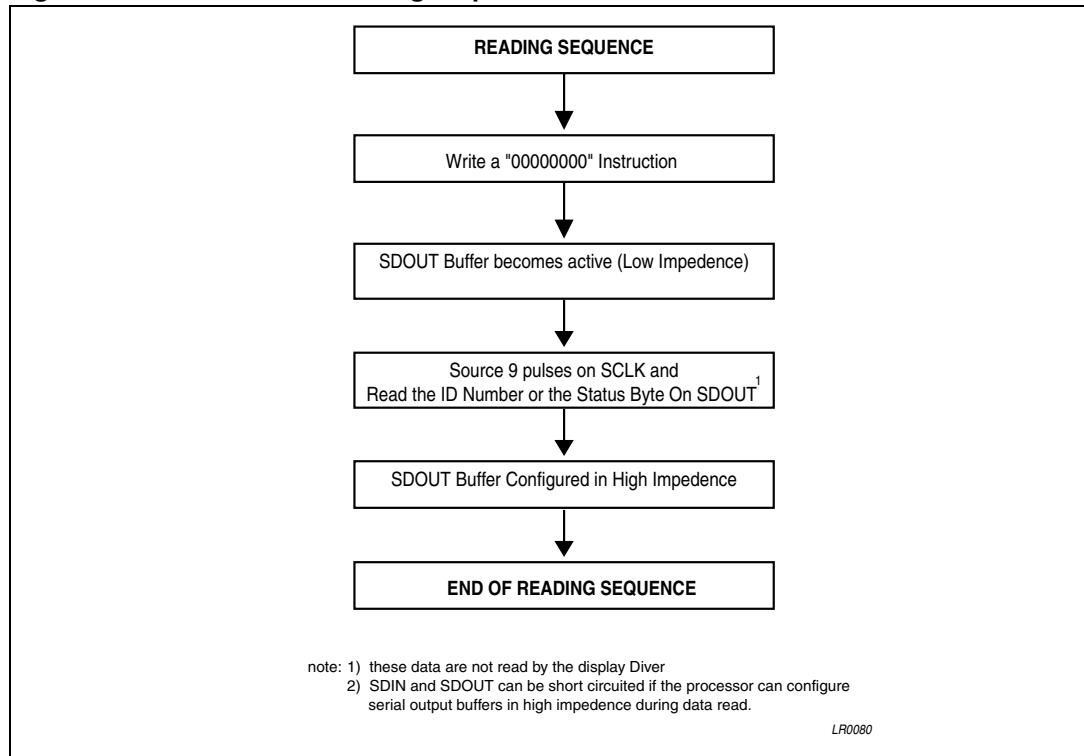 READING SEQUENCE
Write a "00000000" Instruction
SDOUT Buffer becomes active (Low Impedence)
Source 9 pulses on SCLK and
Read the ID Number or the Status Byte On SDOUT 1
SDOUT Buffer Configured in High Impedence
END OF READING SEQUENCE
note: 1) these data are not read by the display Diver
2) SDIN and SDOUT can be short circuited if the processor can configure
serial output buffers in high impedence during data read.
LR0080